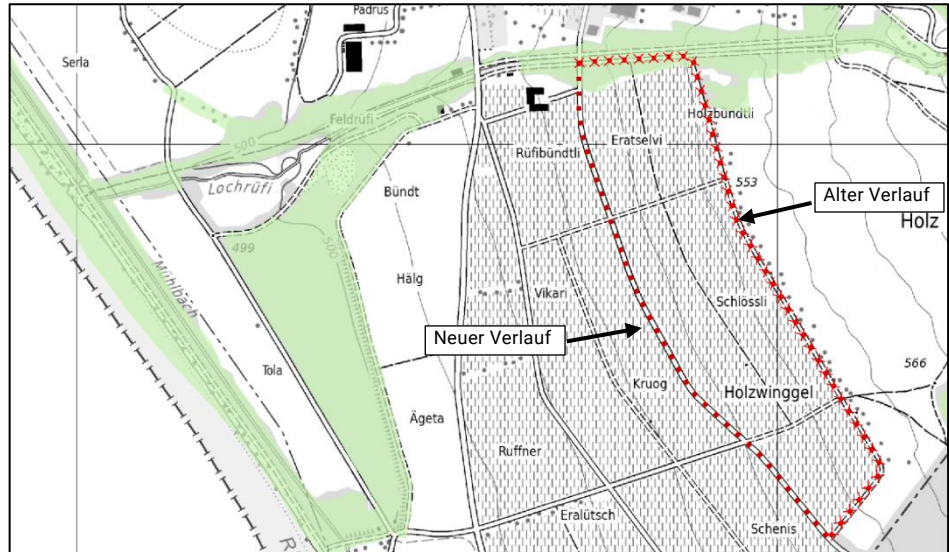 Padrus
Serla
Feldrüfi
500
Lochrüfi
Holzbündtli
Eratselvi
Rüfibündtli
Bündt
553
Alter Verlauf
Holz
499
500
Mühlbach
Hälg
Vikari
Schlössli
Neuer Verlauf
Tola
Kruog
Holzwinggel
566
Ägeta
Ruffner
Eralütsch
Schenis
R